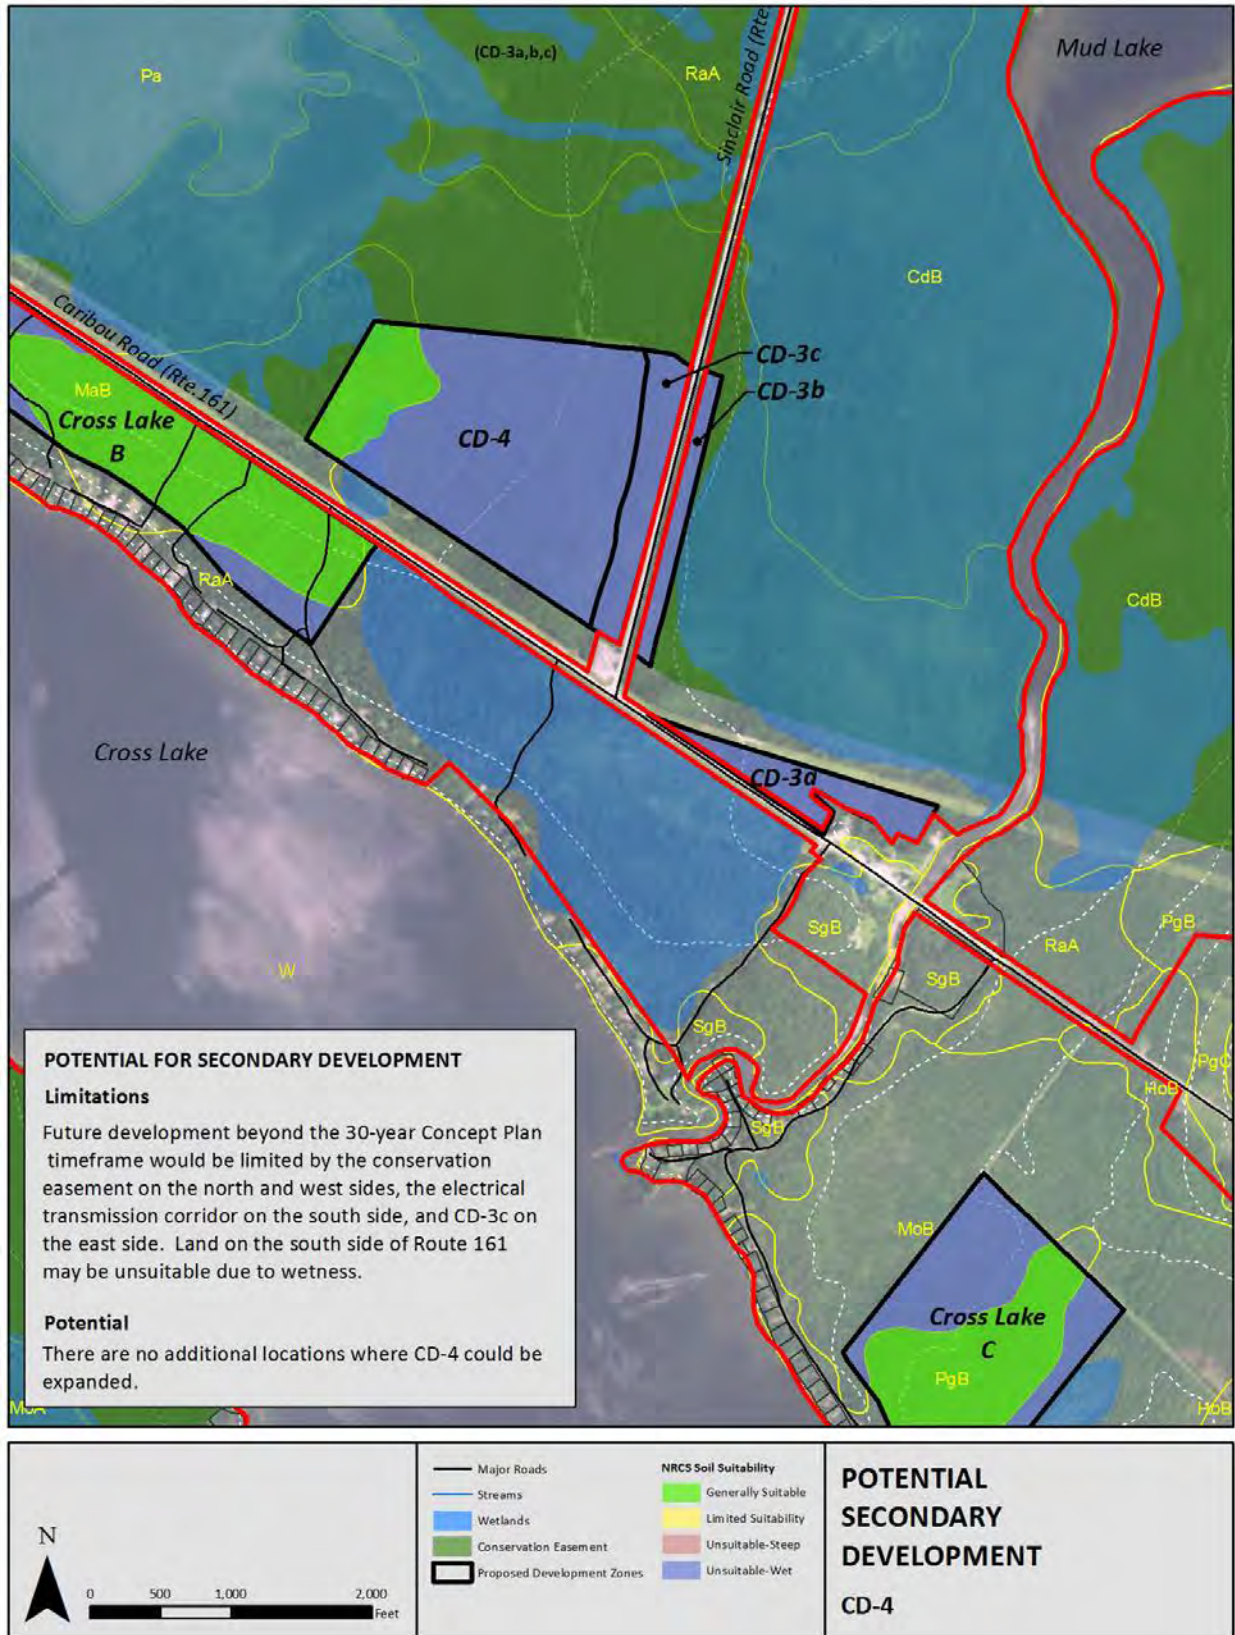 (CD-3a,b,c)
Pa
RaA
Sinclair Road (Rte.
Mud Lake
CdB
Caribou Road (Rte.161)
CD-3c
CD-3b
MaB
Cross Lake
B
CD-4
CdB
RaA
Cross Lake
CD-3a
SgB
PgB
RaA
SgB
W
SgB
PgC
HoB
SgB
MoB
Cross Lake
C
PgB
HoB
MoA
POTENTIAL FOR SECONDARY DEVELOPMENT
Limitations
Future development beyond the 30-year Concept Plan
timeframe would be limited by the conservation
easement on the north and west sides, the electrical
transmission corridor on the south side, and CD-3c on
the east side. Land on the south side of Route 161
may be unsuitable due to wetness.
Potential
There are no additional locations where CD-4 could be
expanded.
N
0 500 1,000 2,000
Feet
Major Roads
Streams
Wetlands
Conservation Easement
Proposed Development Zones
NRCS Soil Suitability
Generally Suitable
Limited Suitability
Unsuitable-Steep
Unsuitable-Wet
POTENTIAL
SECONDARY
DEVELOPMENT
CD-4